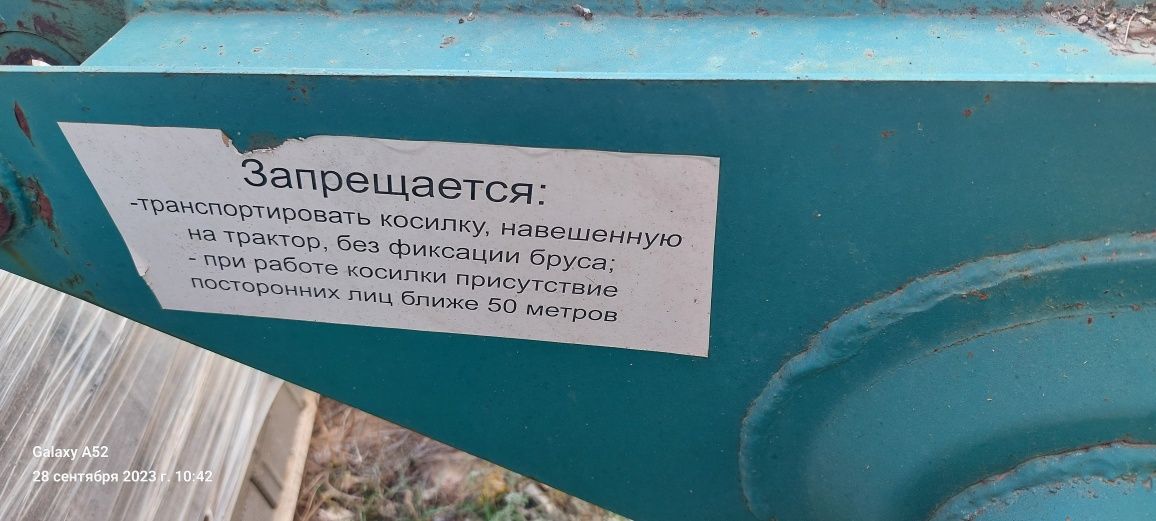 Запрещается:
-транспортировать косилку, навешенную
на трактор, без фиксации бруса;
- при работе косилки присутствие
посторонних лиц ближе 50 метров
Galaxy A52
28 сентября 2023 г. 10:42